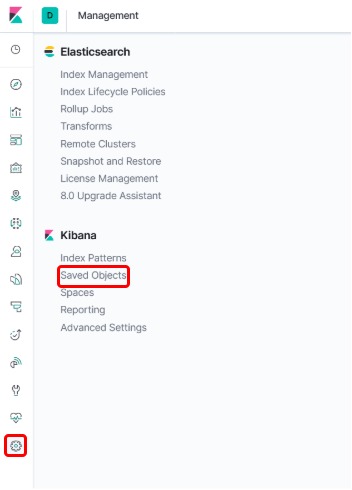 D Management
Elasticsearch
Index Management
Index Lifecycle Policies
Rollup Jobs
Transforms
Remote Clusters
Snapshot and Restore
License Management
8.0 Upgrade Assistant
Kibana
Index Patterns
Saved Objects
Spaces
Reporting
Advanced Settings